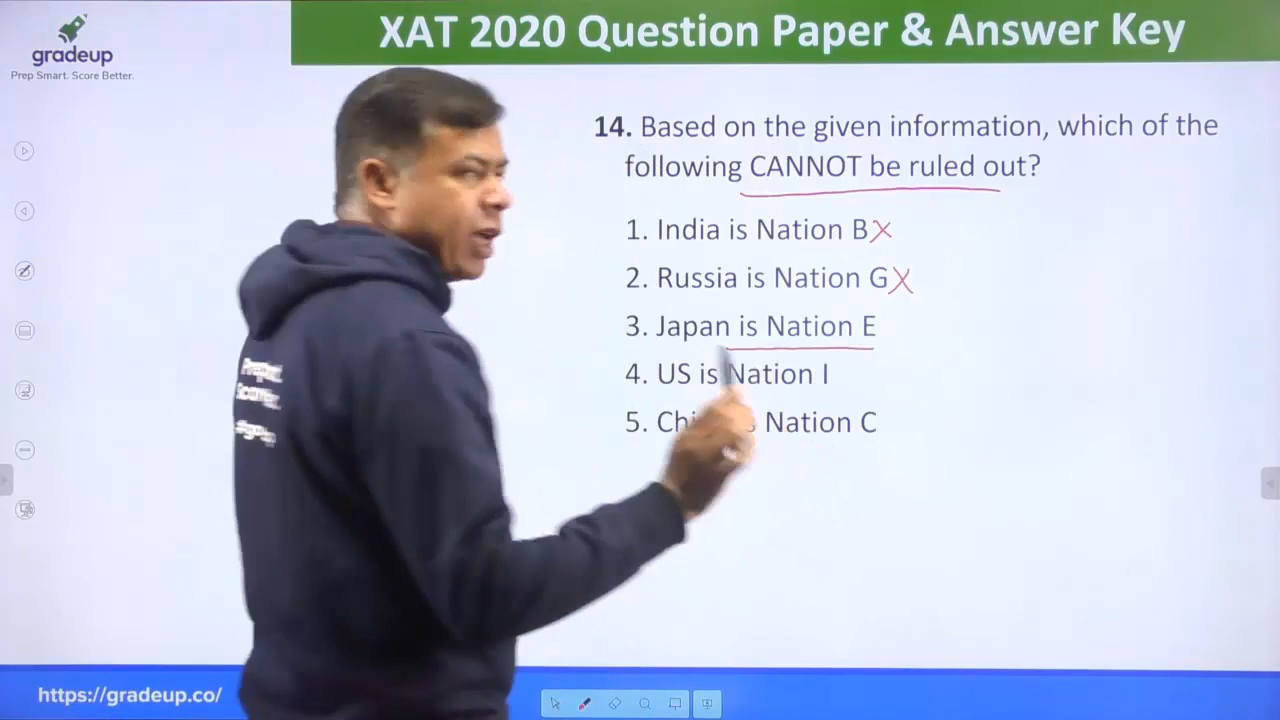 XAT 2020 Question Paper & Answer Key
gradeup
Prep Smart. Score Better.
14. Based on the given information, which of the
following CANNOT be ruled out?
1. India is Nation B
2. Russia is Nation G
3. Japan is Nation E
4. US is Nation I
5. Nation C
https://gradeup.co/